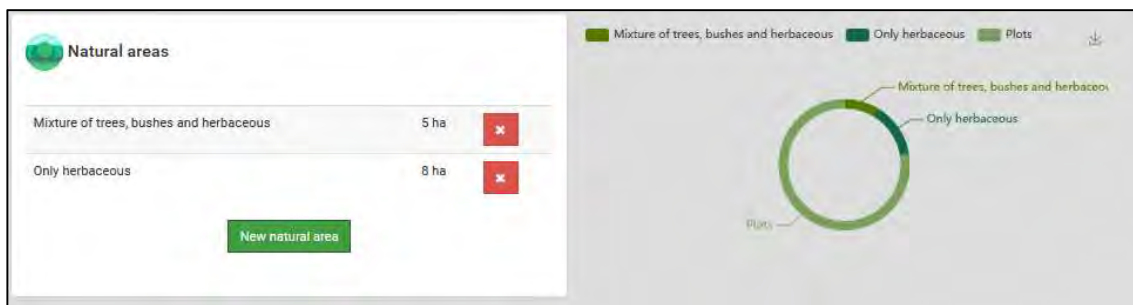 Natural areas
Mixture of trees, bushes and herbaceous 5 ha
Only herbaceous 8 ha
New natural area
Mixture of trees, bushes and herbaceous Only herbaceous Plots
Mixture of trees, bushes and herbaceou
Only herbaceous
Plots